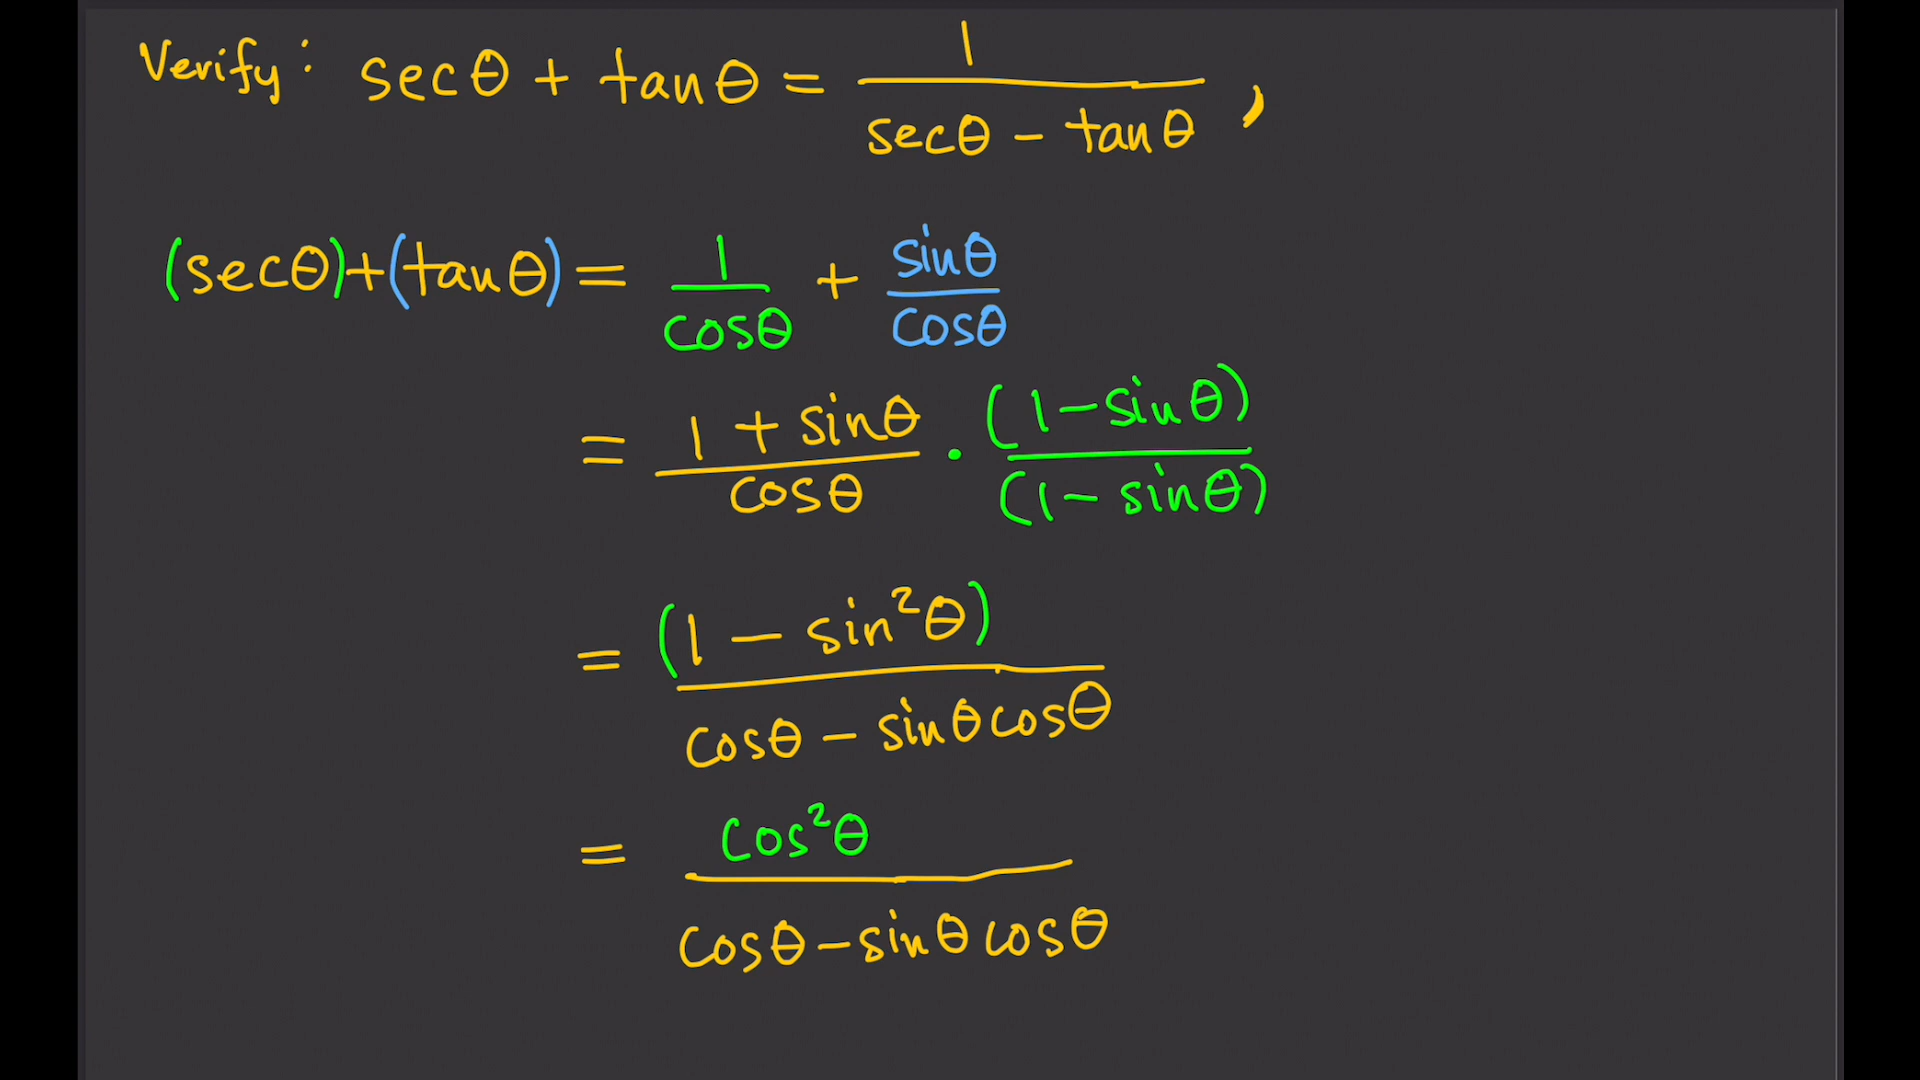 Verify: secθ + tanθ = 1/(secθ - tanθ),
(secθ)+(tanθ) = 1/cosθ + sinθ/cosθ
= (1 + sinθ)/cosθ · (1-sinθ)/(1-sinθ)
= (1 - sin²θ)/(cosθ - sinθcosθ)
= cos²θ/(cosθ-sinθcosθ)